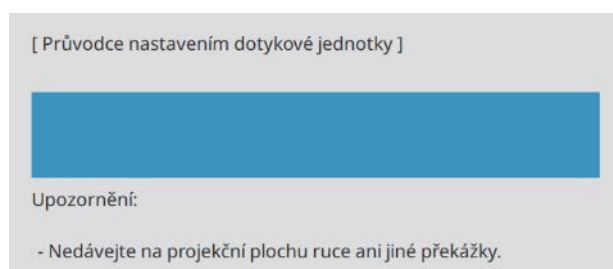 [ Průvodce nastavením dotykové jednotky ]
Upozornění:
- Nedávejte na projekční plochu ruce ani jiné překážky.